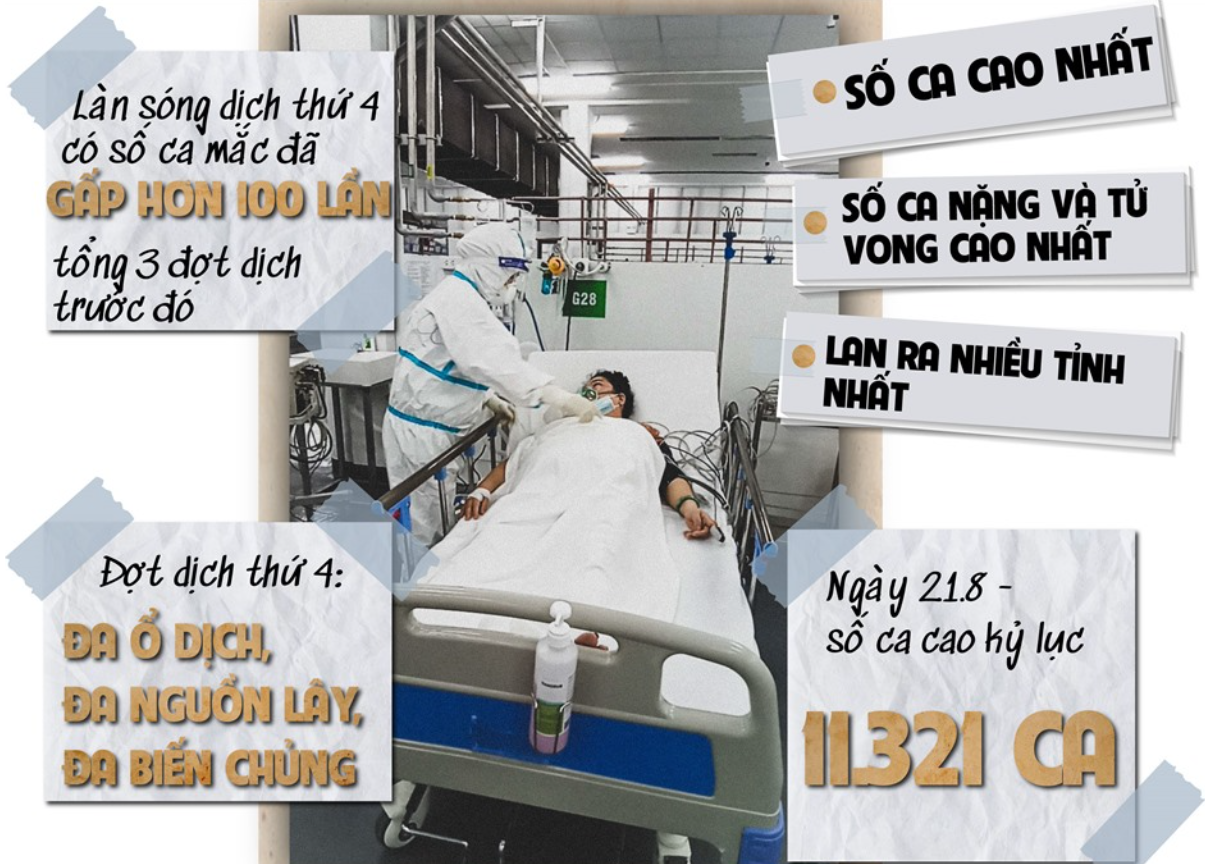 Làn sóng dịch thứ 4
có số ca mắc đã
GẤP HƠN 100 LẦN
tổng 3 đợt dịch
trước đó
SỐ CA CAO NHẤT
SỐ CA NẶNG VÀ TỬ
VONG CAO NHẤT
LAN RA NHIỀU TỈNH
NHẤT
G28
Đợt dịch thứ 4:
ĐA Ổ DỊCH,
ĐA NGUỒN LÂY,
ĐA BIẾN CHỦNG
Ngày 21.8 -
số ca cao kỷ lục
11.321 CA